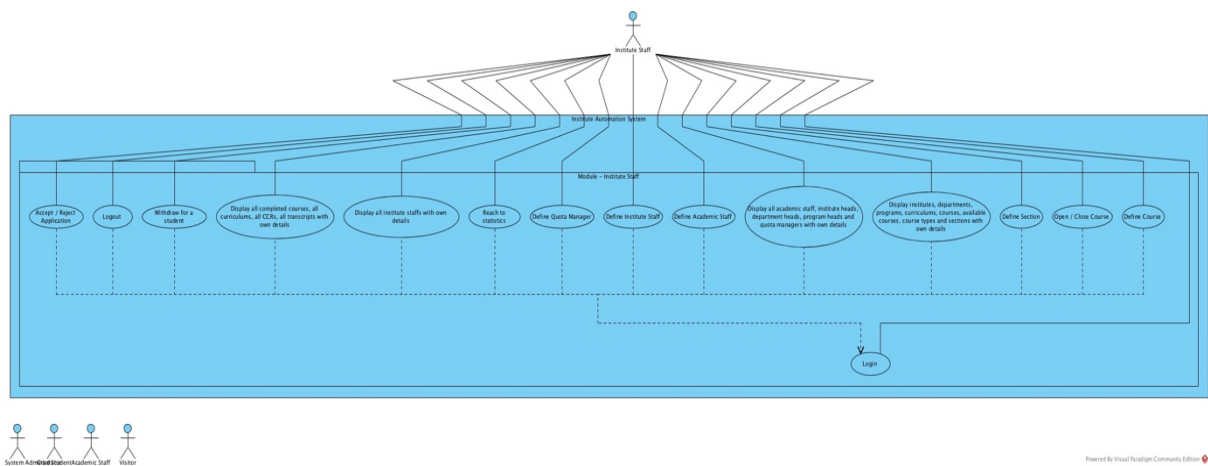 Institute Staff
Institute Automation System
Module - Institute Staff
Accept / Reject
Application
Logout
Withdraw for a
student
Display all completed courses, all
curriculums, all CCRs, all transcripts with
own details
Display all institute staffs with own
details
Reach to
statistics
Define Quota Manager
Define Institute Staff
Define Academic Staff
Display all academic staff, institute heads,
department heads, program heads and
quota managers with own details
Display institutes, departments,
programs, curriculums, courses, available
courses, course types and sections with
own details
Define Section
Open / Close Course
Define Course
Login
System Student Academic Staff Visitor
Powered By Visual Paradigm Community Edition